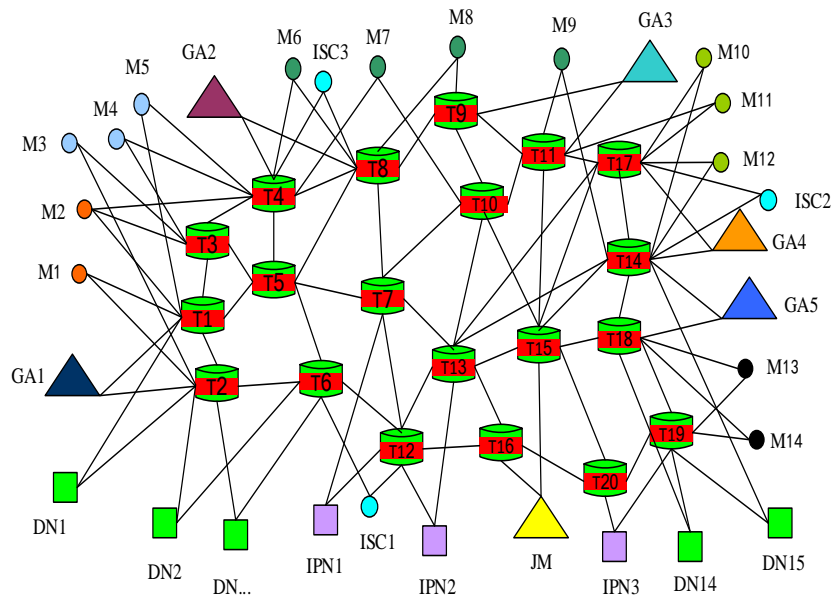 M8
M9
GA3
M6
ISC3
M7
GA2
M10
M5
M4
M11
M3
T9
T11
T17
M12
T8
T4
M2
T10
ISC2
T3
GA4
T14
M1
T5
T7
T1
GA5
T18
T15
T13
M13
GA1
T2
T6
T19
M14
T12
T16
T20
DN1
ISC1
DN2
DN...
IPN1
IPN2
JM
IPN3
DN14
DN15